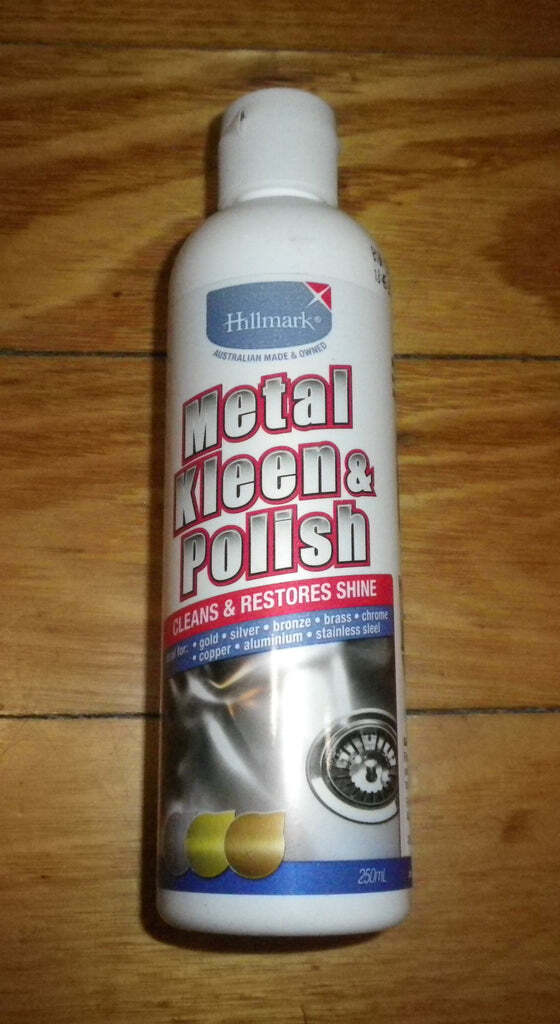 Hillmark®
AUSTRALIAN MADE & OWNED
Metal
Kleen &
Polish
CLEANS & RESTORES SHINE
for: • gold • silver • bronze • brass • chrome
• copper • aluminium • stainless steel
250mL